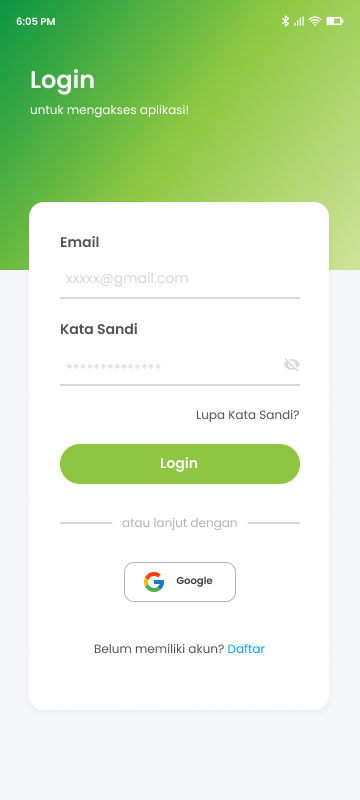 6:05 PM
Login
untuk mengakses aplikasi!
Email
xxxxx@gmail.com
Kata Sandi
**************
Lupa Kata Sandi?
Login
atau lanjut dengan
Google
Belum memiliki akun? Daftar